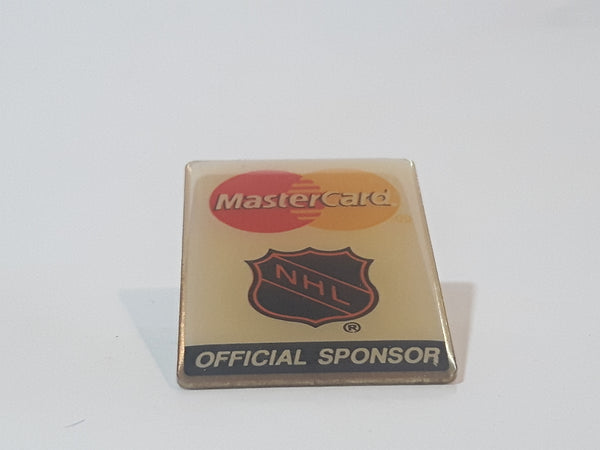 MasterCard
NHL
®
OFFICIAL SPONSOR